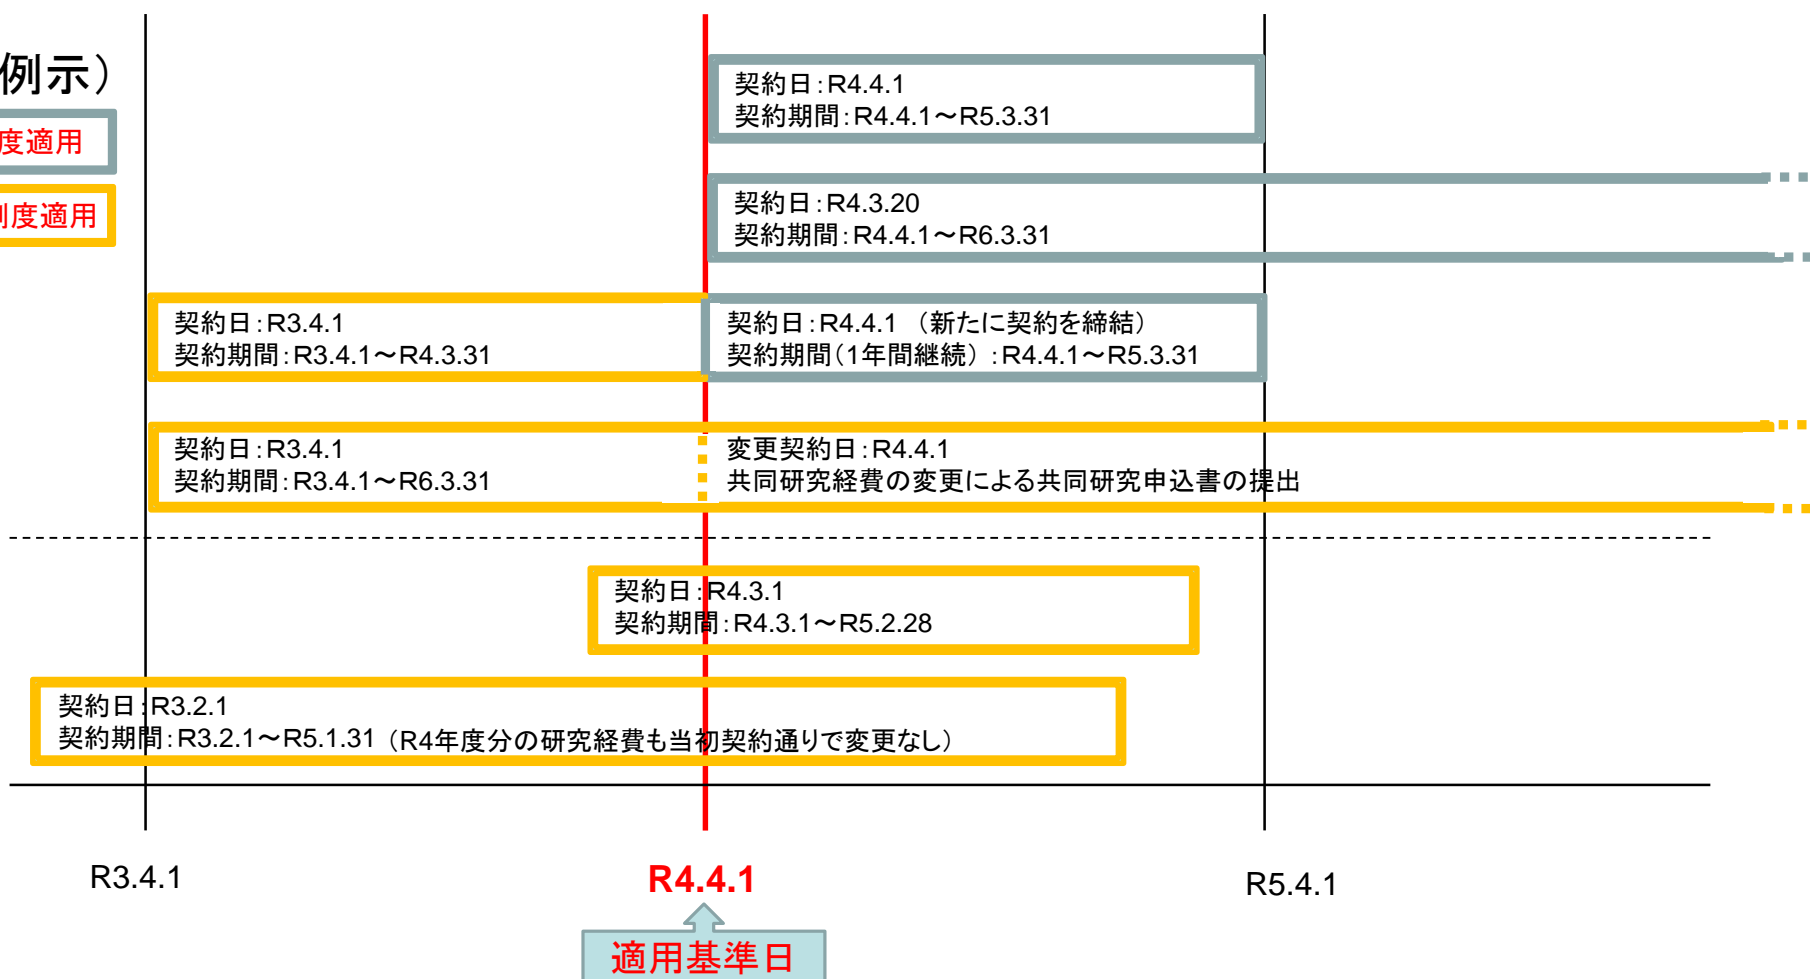 例示）
度適用
制度適用
契約日：R4.4.1
契約期間：R4.4.1～R5.3.31
契約日：R4.3.20
契約期間：R4.4.1～R6.3.31
契約日：R3.4.1
契約期間：R3.4.1～R4.3.31
契約日：R4.4.1 （新たに契約を締結）
契約期間（1年間継続）：R4.4.1～R5.3.31
契約日：R3.4.1
契約期間：R3.4.1～R6.3.31
変更契約日：R4.4.1
共同研究経費の変更による共同研究申込書の提出
契約日：R4.3.1
契約期間：R4.3.1～R5.2.28
契約日：R3.2.1
契約期間：R3.2.1～R5.1.31（R4年度分の研究経費も当初契約通りで変更なし）
R3.4.1
R4.4.1
R5.4.1
適用基準日